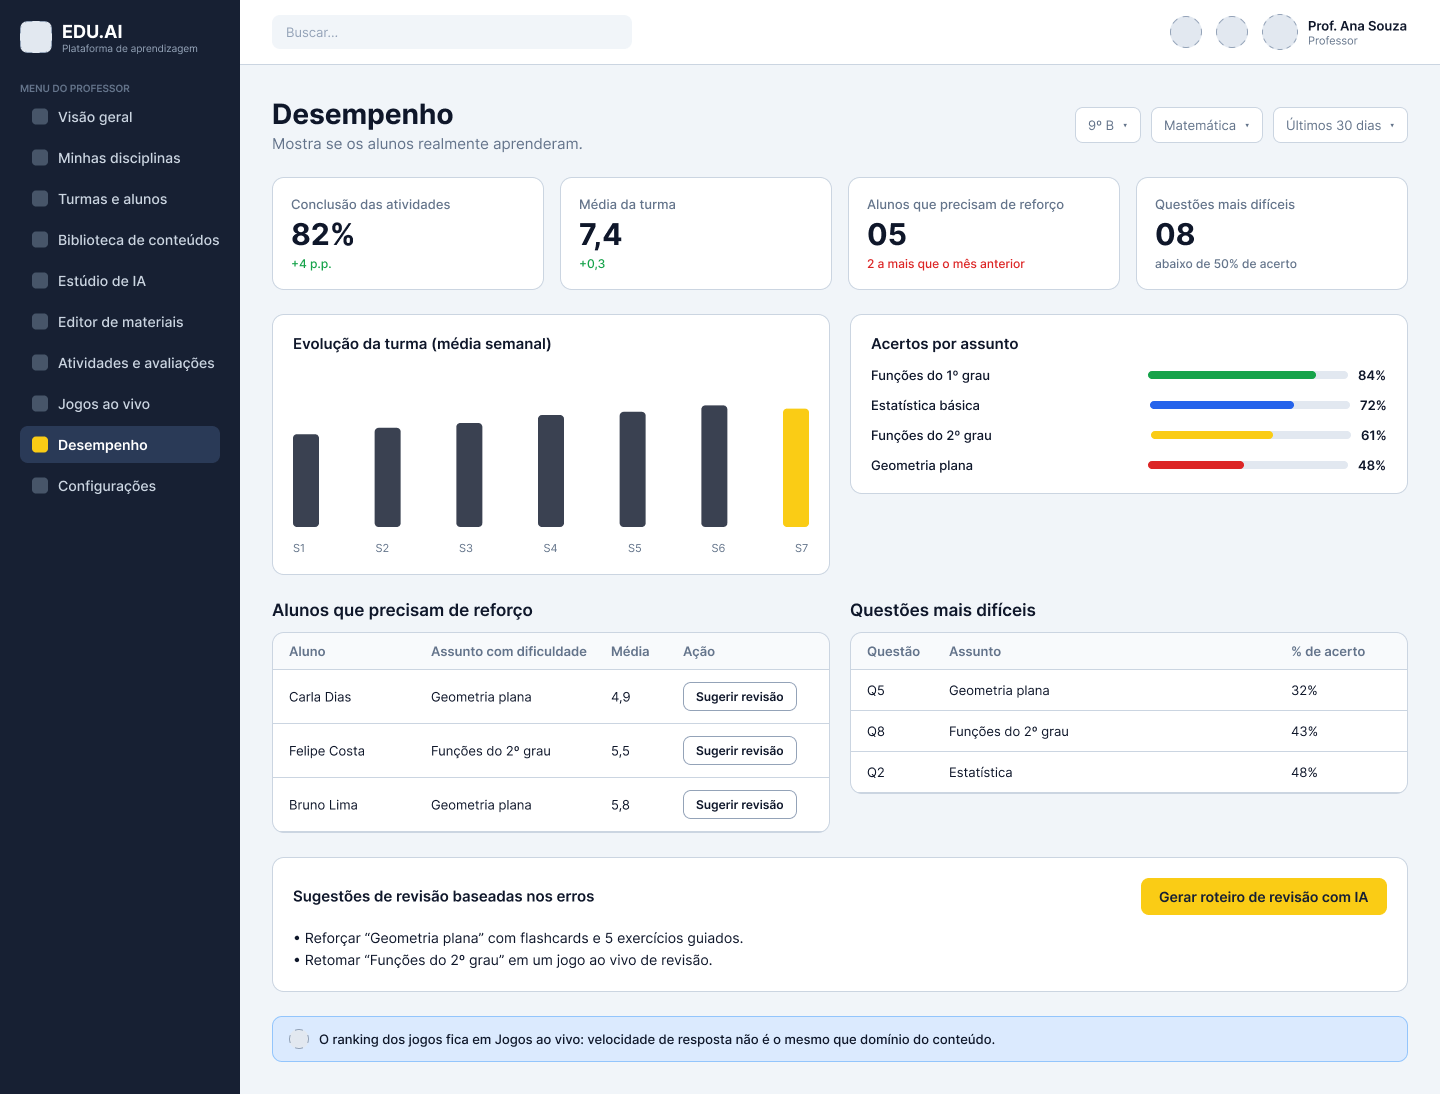 EDU.AI
Plataforma de aprendizagem
MENU DO PROFESSOR
Visão geral
Minhas disciplinas
Turmas e alunos
Biblioteca de conteúdos
Estúdio de IA
Editor de materiais
Atividades e avaliações
Jogos ao vivo
Desempenho
Configurações
Buscar...
Prof. Ana Souza
Professor
Desempenho
Mostra se os alunos realmente aprenderam.
9º B
Matemática
Últimos 30 dias
Conclusão das atividades
82%
+4 p.p.
Média da turma
7,4
+0,3
Alunos que precisam de reforço
05
2 a mais que o mês anterior
Questões mais difíceis
08
abaixo de 50% de acerto
Evolução da turma (média semanal)
S1 S2 S3 S4 S5 S6 S7
Acertos por assunto
Funções do 1º grau 84%
Estatística básica 72%
Funções do 2º grau 61%
Geometria plana 48%
Alunos que precisam de reforço
Aluno Assunto com dificuldade Média Ação
Carla Dias Geometria plana 4,9 Sugerir revisão
Felipe Costa Funções do 2º grau 5,5 Sugerir revisão
Bruno Lima Geometria plana 5,8 Sugerir revisão
Questões mais difíceis
Questão Assunto % de acerto
Q5 Geometria plana 32%
Q8 Funções do 2º grau 43%
Q2 Estatística 48%
Sugestões de revisão baseadas nos erros
Gerar roteiro de revisão com IA
• Reforçar “Geometria plana” com flashcards e 5 exercícios guiados.
• Retomar “Funções do 2º grau” em um jogo ao vivo de revisão.
O ranking dos jogos fica em Jogos ao vivo: velocidade de resposta não é o mesmo que domínio do conteúdo.